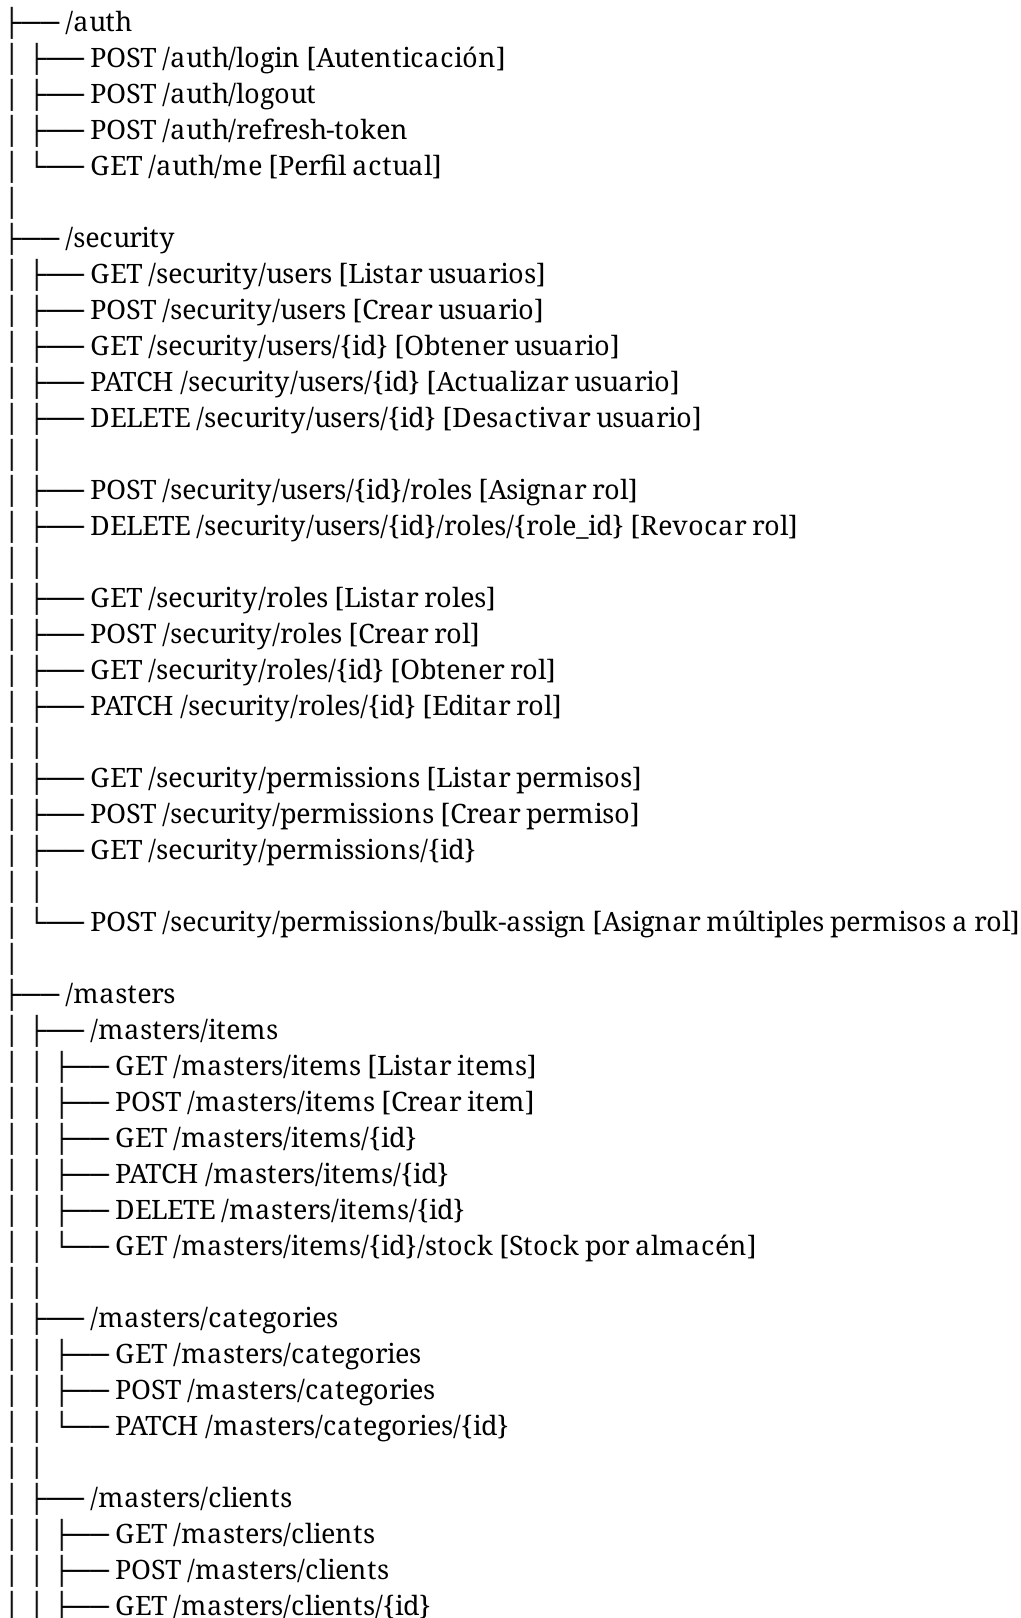 ├── /auth
│ ├── POST /auth/login [Autenticación]
│ ├── POST /auth/logout
│ ├── POST /auth/refresh-token
│ └── GET /auth/me [Perfil actual]
│
├── /security
│ ├── GET /security/users [Listar usuarios]
│ ├── POST /security/users [Crear usuario]
│ ├── GET /security/users/{id} [Obtener usuario]
│ ├── PATCH /security/users/{id} [Actualizar usuario]
│ ├── DELETE /security/users/{id} [Desactivar usuario]
│ │
│ ├── POST /security/users/{id}/roles [Asignar rol]
│ ├── DELETE /security/users/{id}/roles/{role_id} [Revocar rol]
│ │
│ ├── GET /security/roles [Listar roles]
│ ├── POST /security/roles [Crear rol]
│ ├── GET /security/roles/{id} [Obtener rol]
│ ├── PATCH /security/roles/{id} [Editar rol]
│ │
│ ├── GET /security/permissions [Listar permisos]
│ ├── POST /security/permissions [Crear permiso]
│ ├── GET /security/permissions/{id}
│ │
│ └── POST /security/permissions/bulk-assign [Asignar múltiples permisos a rol]
│
├── /masters
│ ├── /masters/items
│ │ ├── GET /masters/items [Listar items]
│ │ ├── POST /masters/items [Crear item]
│ │ ├── GET /masters/items/{id}
│ │ ├── PATCH /masters/items/{id}
│ │ ├── DELETE /masters/items/{id}
│ │ └── GET /masters/items/{id}/stock [Stock por almacén]
│ │
│ ├── /masters/categories
│ │ ├── GET /masters/categories
│ │ ├── POST /masters/categories
│ │ └── PATCH /masters/categories/{id}
│ │
│ ├── /masters/clients
│ │ ├── GET /masters/clients
│ │ ├── POST /masters/clients
│ │ ├── GET /masters/clients/{id}